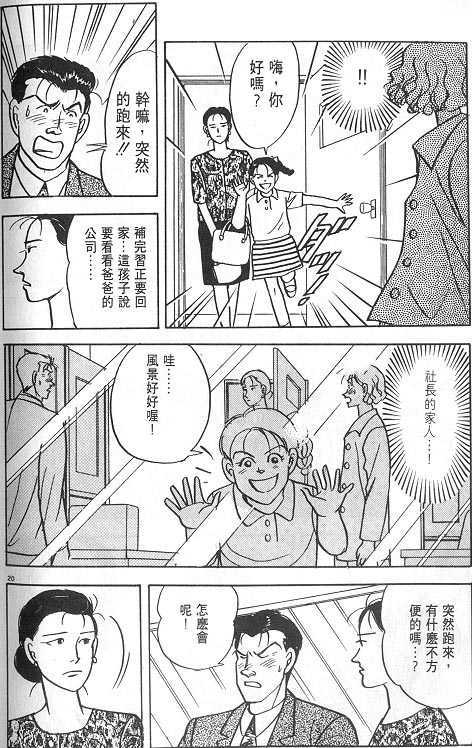 !!
嗨,你
好嗎?
幹嘛,突然
的跑來!!
補完習正要回
家…這孩子說
要看看爸爸的
公司……
社長的
家人…!
哇……
風景好好喔!
20
突然跑來,
有什麼不方
便的嗎…?
怎麼會
呢!